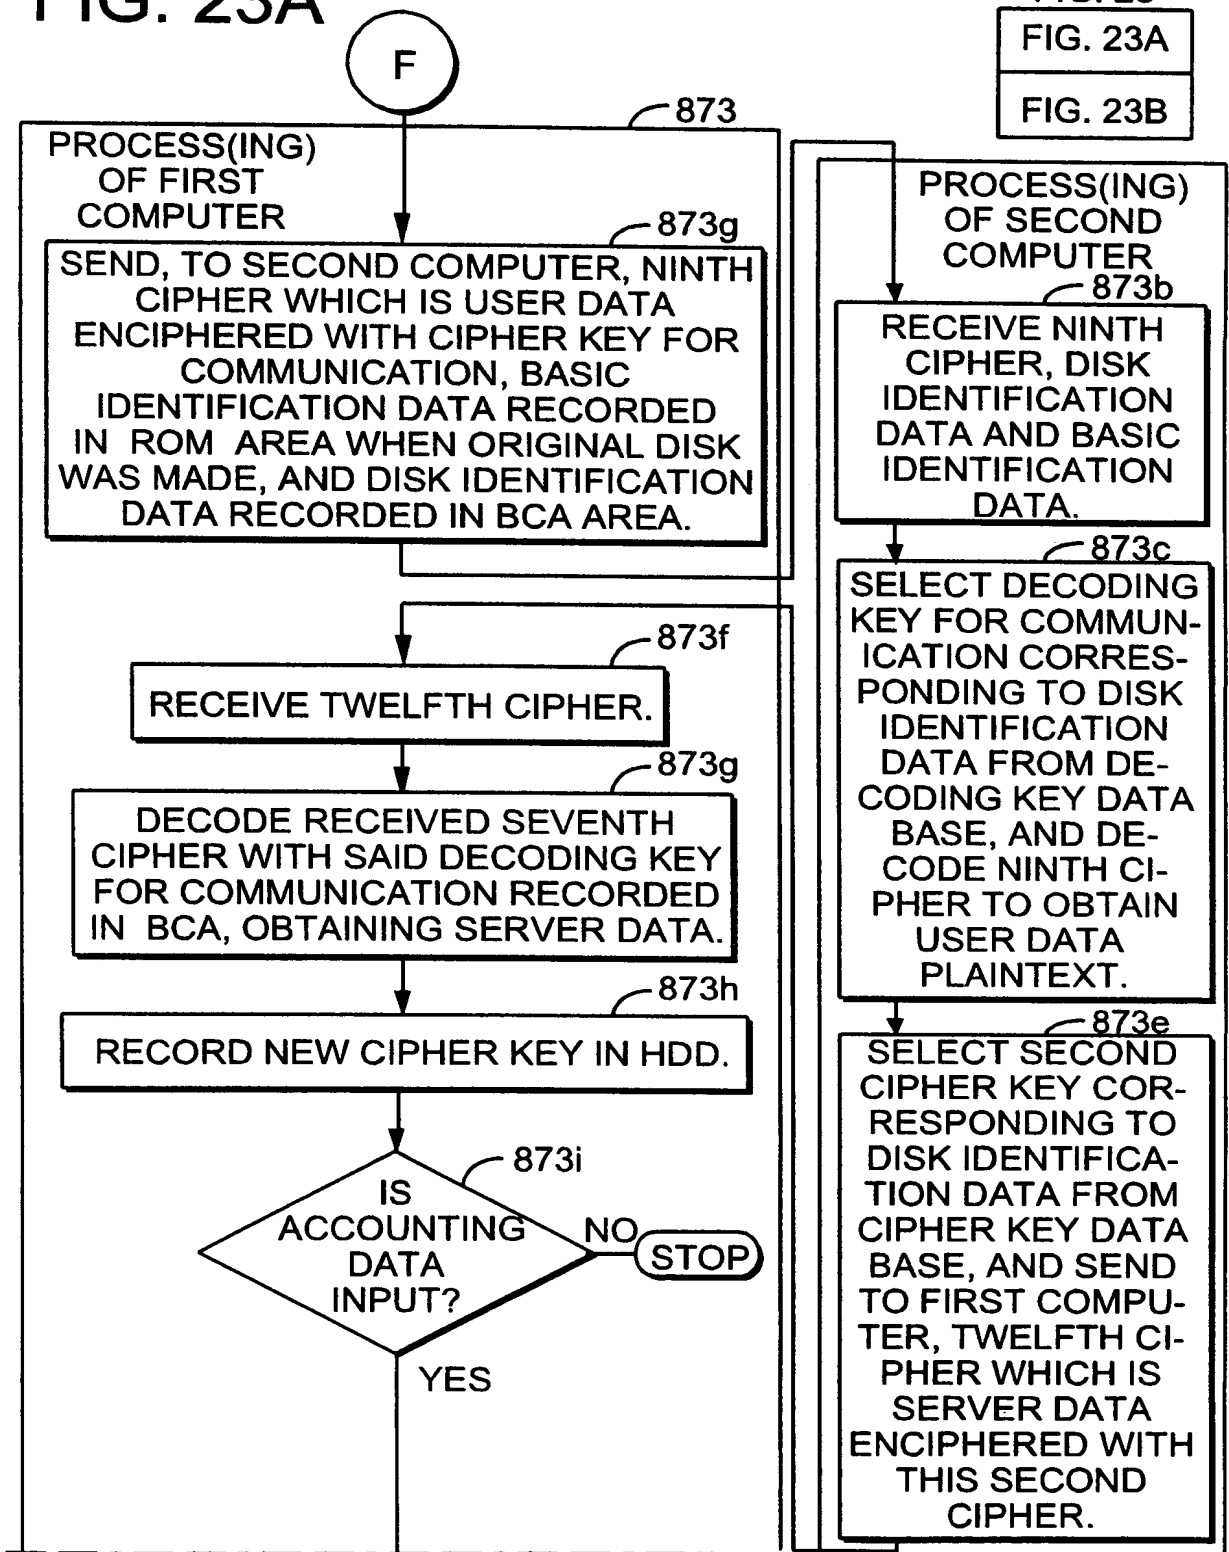 FIG. 23A
FIG. 23A
FIG. 23B
F
873
PROCESS(ING)
OF FIRST
COMPUTER
873g
SEND, TO SECOND COMPUTER, NINTH
CIPHER WHICH IS USER DATA
ENCIPHERED WITH CIPHER KEY FOR
COMMUNICATION, BASIC
IDENTIFICATION DATA RECORDED
IN ROM AREA WHEN ORIGINAL DISK
WAS MADE, AND DISK IDENTIFICATION
DATA RECORDED IN BCA AREA.
873f
RECEIVE TWELFTH CIPHER.
873g
DECODE RECEIVED SEVENTH
CIPHER WITH SAID DECODING KEY
FOR COMMUNICATION RECORDED
IN BCA, OBTAINING SERVER DATA.
873h
RECORD NEW CIPHER KEY IN HDD.
873i
IS
ACCOUNTING
DATA
INPUT?
NO
STOP
YES
PROCESS(ING)
OF SECOND
COMPUTER
873b
RECEIVE NINTH
CIPHER, DISK
IDENTIFICATION
DATA AND BASIC
IDENTIFICATION
DATA.
873c
SELECT DECODING
KEY FOR COMMUN-
ICATION CORRES-
PONDING TO DISK
IDENTIFICATION
DATA FROM DE-
CODING KEY DATA
BASE, AND DE-
CODE NINTH CI-
PHER TO OBTAIN
USER DATA
PLAINTEXT.
873e
SELECT SECOND
CIPHER KEY COR-
RESPONDING TO
DISK IDENTIFICA-
TION DATA FROM
CIPHER KEY DATA
BASE, AND SEND
TO FIRST COMPU-
TER, TWELFTH CI-
PHER WHICH IS
SERVER DATA
ENCIPHERED WITH
THIS SECOND
CIPHER.